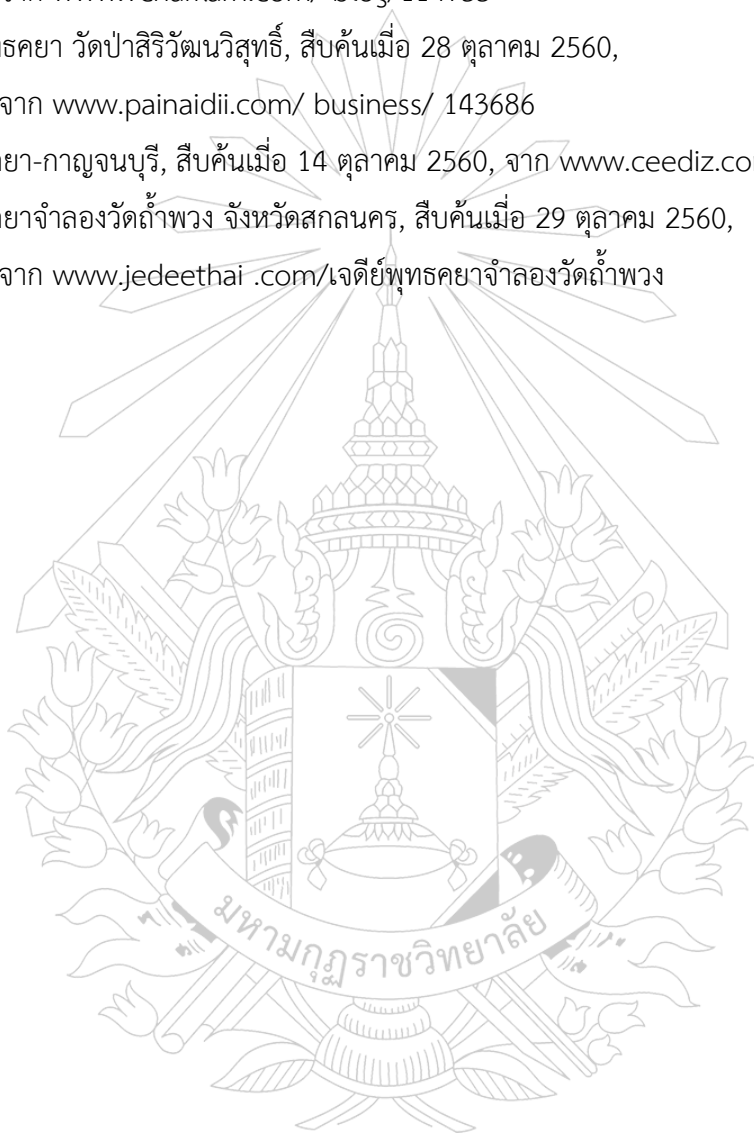 วัดป่าสิริวัฒนวิสุทธิ์, สืบค้นเมื่อ 28 ตุลาคม 2560,
จาก www.painaidii.com/ business/ 143686
ยา-กาญจนบุรี, สืบค้นเมื่อ 14 ตุลาคม 2560, จาก www.ceediz.co
ยาจำลองวัดถ้ำพวง จังหวัดสกลนคร, สืบค้นเมื่อ 29 ตุลาคม 2560,
จาก www.jedeethai .com/เจดีย์พุทธคยาจำลองวัดถ้ำพวง
มหามกุฏราชวิทยาลัย